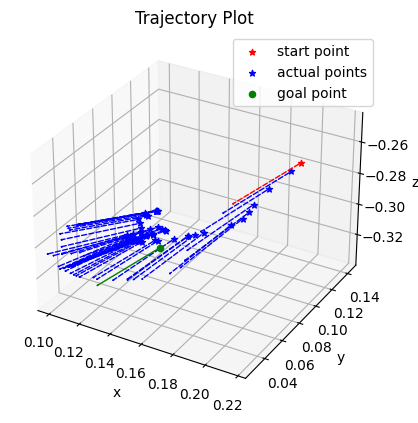 Trajectory Plot
start point
actual points
goal point
−0.26
−0.28
−0.30
−0.32
z
0.14
0.12
0.10
0.08
0.06
0.04
y
0.10
0.12
0.14
0.16
0.18
0.20
0.22
x